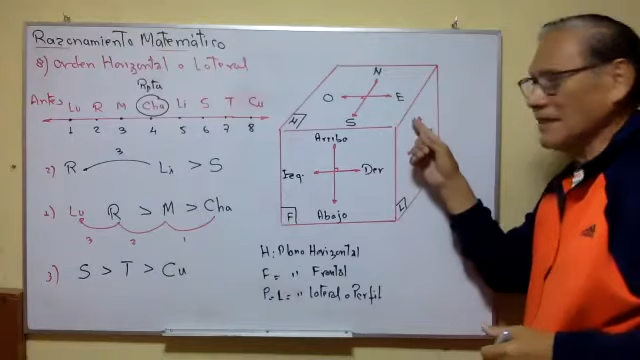 Razonamiento Matemático
8) Orden Horizontal o Lateral
Rpta
Antes Lu R M Cha Li S T Cu
1 2 3 4 5 6 7 8
3
R Li > S
2) Lu R > M > Cha
3 2 1
3) S > T > Cu
N
O E
S
H
Arriba
Izq. Der
Abajo
F L
H: Plano Horizontal
F = " Frontal
P=L= " Lateral o Perfil